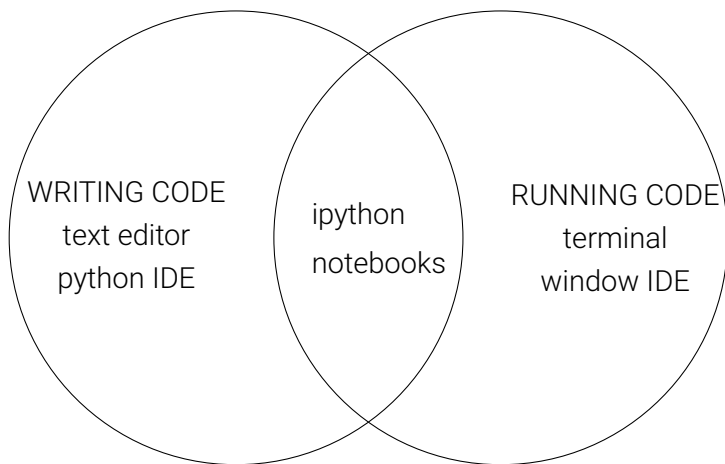 WRITING CODE
text editor
python IDE
ipython
notebooks
RUNNING CODE
terminal
window IDE